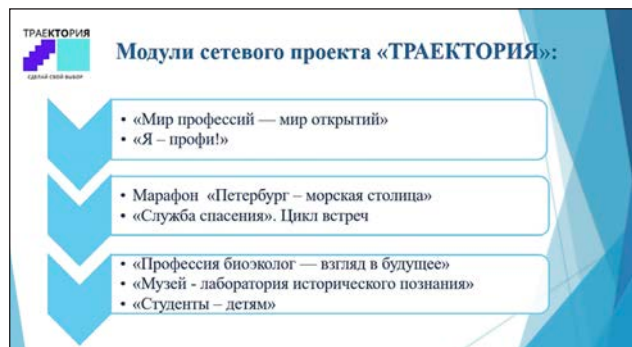 ТРАЕКТОРИЯ
СДЕЛАЙ СВОЙ ВЫБОР
Модули сетевого проекта «ТРАЕКТОРИЯ»:
• «Мир профессий — мир открытий»
• «Я – профи!»
• Марафон «Петербург – морская столица»
• «Служба спасения». Цикл встреч
• «Профессия биоэколог — взгляд в будущее»
• «Музей - лаборатория исторического познания»
• «Студенты – детям»